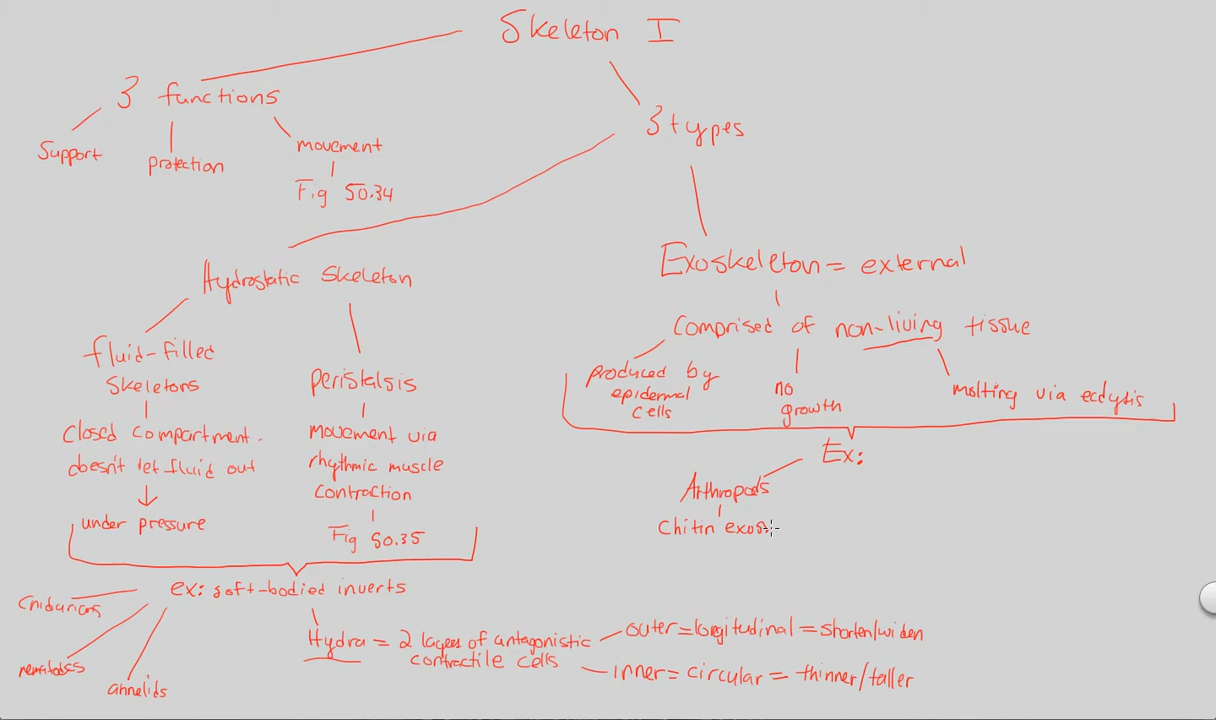 Skeleton I
3 functions
Support
protection
movement
Fig 50.34
3 types
Hydrostatic Skeleton
fluid-filled
skeletons
closed compartment.
doesn't let fluid out
under pressure
peristalsis
movement via
rhythmic muscle
contraction
Fig 50.35
ex: soft-bodied inverts
Cnidarians
nematodes
annelids
Hydra = 2 layers of antagonistic
contractile cells
outer = longitudinal = shorten/widen
inner = circular = thinner/taller
Exoskeleton = external
Comprised of non-living tissue
produced by
epidermal
cells
no
growth
molting via ecdysis
Ex:
Arthropods
Chitin exos